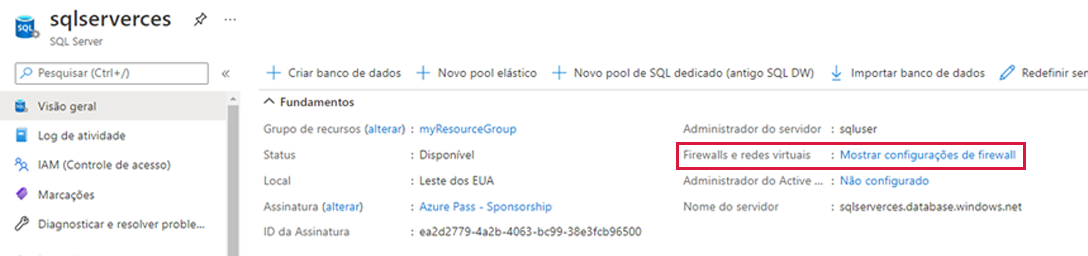 sqlserverces
SQL Server
Pesquisar (Ctrl+/)
Criar banco de dados
Novo pool elástico
Novo pool de SQL dedicado (antigo SQL DW)
Importar banco de dados
Redefinir sen
Visão geral
Log de atividade
IAM (Controle de acesso)
Marcações
Diagnosticar e resolver proble...
Fundamentos
Grupo de recursos (alterar) : myResourceGroup
Status : Disponível
Local : Leste dos EUA
Assinatura (alterar) : Azure Pass - Sponsorship
ID da Assinatura : ea2d2779-4a2b-4063-bc99-38e3fcb96500
Administrador do servidor : sqluser
Firewalls e redes virtuais : Mostrar configurações de firewall
Administrador do Active ... : Não configurado
Nome do servidor : sqlserverces.database.windows.net